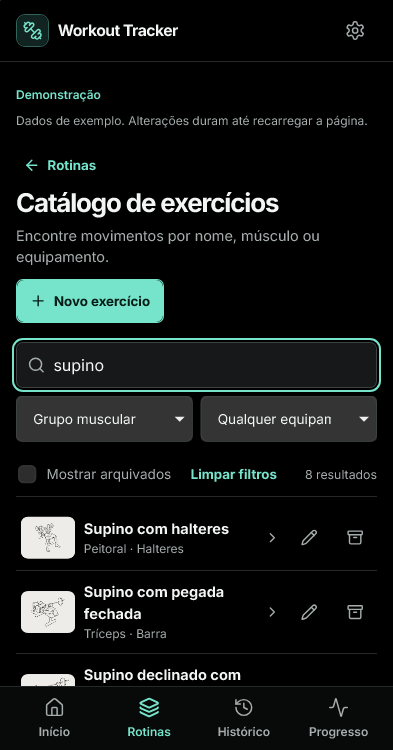 Workout Tracker
Demonstração
Dados de exemplo. Alterações duram até recarregar a página.
Rotinas
Catálogo de exercícios
Encontre movimentos por nome, músculo ou
equipamento.
Novo exercício
supino
Grupo muscular
Qualquer equipan
Mostrar arquivados
Limpar filtros
8 resultados
Supino com halteres
Peitoral · Halteres
Supino com pegada
fechada
Tríceps · Barra
Supino declinado com
Início
Rotinas
Histórico
Progresso